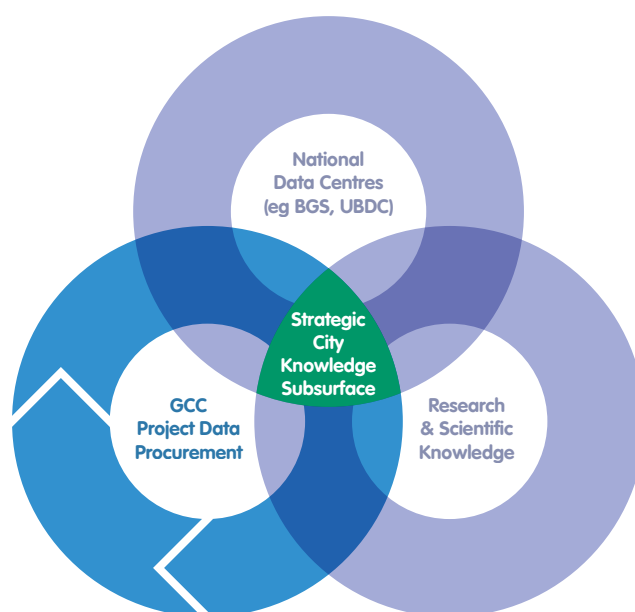 National
Data Centres
(eg BGS, UBDC)
Strategic
City
Knowledge
Subsurface
GCC
Project Data
Procurement
Research
& Scientific
Knowledge